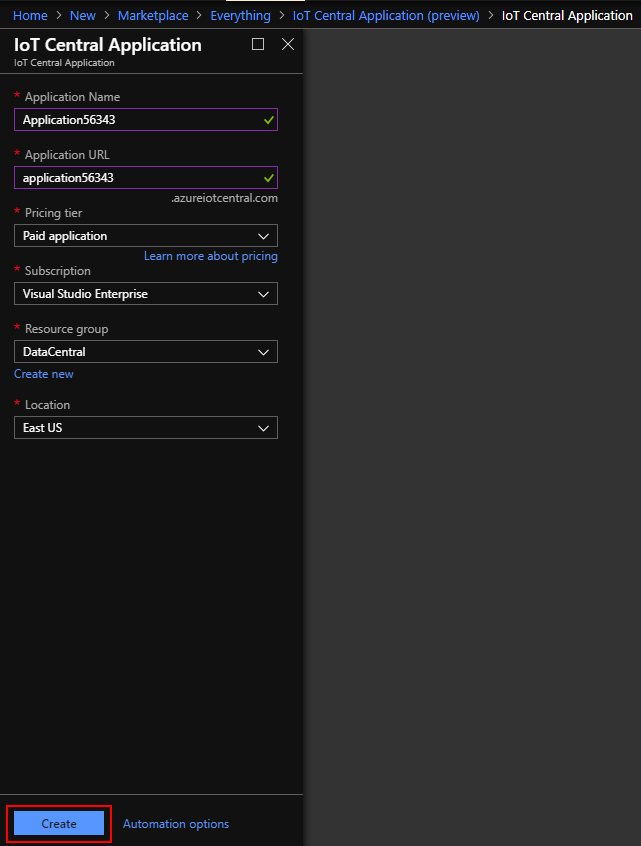 Home > New > Marketplace > Everything > IoT Central Application (preview) > IoT Central Application
IoT Central Application
IoT Central Application
* Application Name
Application56343
* Application URL
application56343
.azureiotcentral.com
* Pricing tier
Paid application
Learn more about pricing
* Subscription
Visual Studio Enterprise
* Resource group
DataCentral
Create new
* Location
East US
Create Automation options